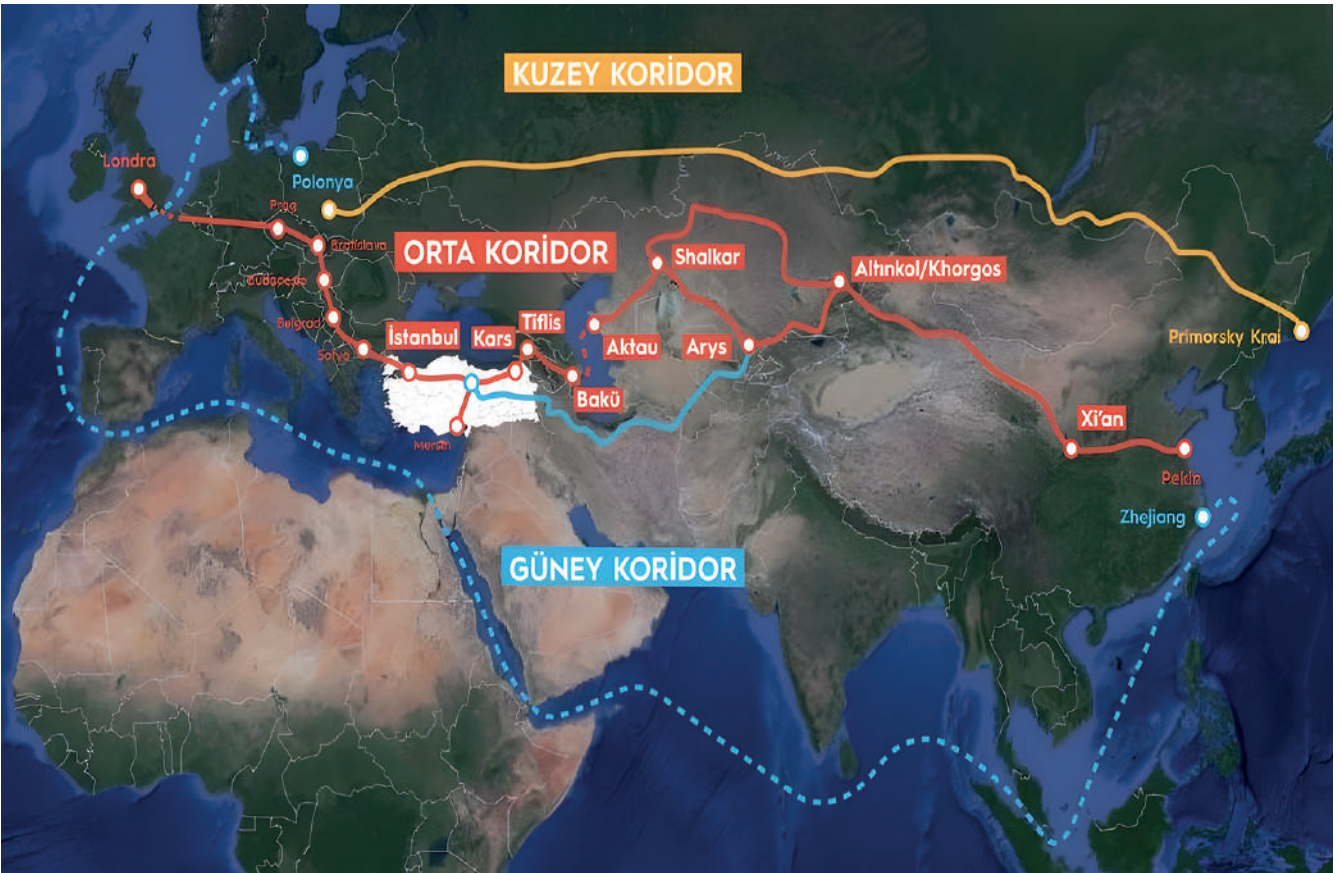 KUZEY KORİDOR
Londra
Polonya
Prag
Bratislava
ORTA KORİDOR
Shalkar
Altınkol/Khorgos
Budapeşte
Belgrad
Sofya
İstanbul
Kars
Tiflis
Aktau
Arys
Primorsky Krai
Bakü
Mersin
Xi'an
Pekin
Zhejiang
GÜNEY KORİDOR